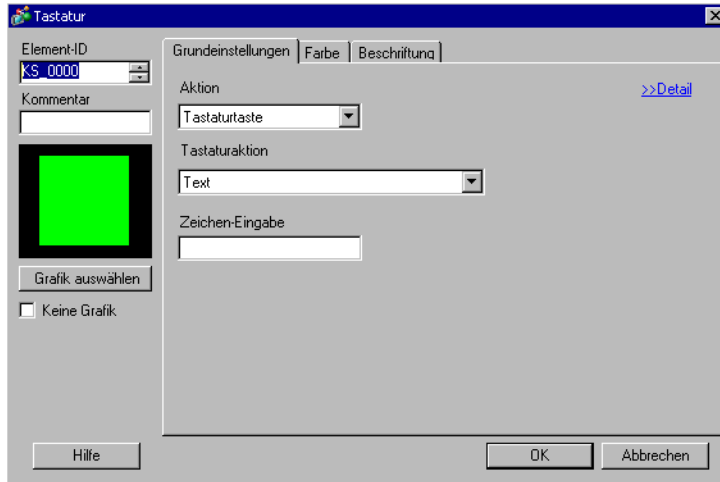 Tastatur
Element-ID
KS_0000
Kommentar
Grafik auswählen
Keine Grafik
Grundeinstellungen
Farbe
Beschriftung
Aktion
>>Detail
Tastaturtaste
Tastaturaktion
Text
Zeichen-Eingabe
Hilfe
OK
Abbrechen